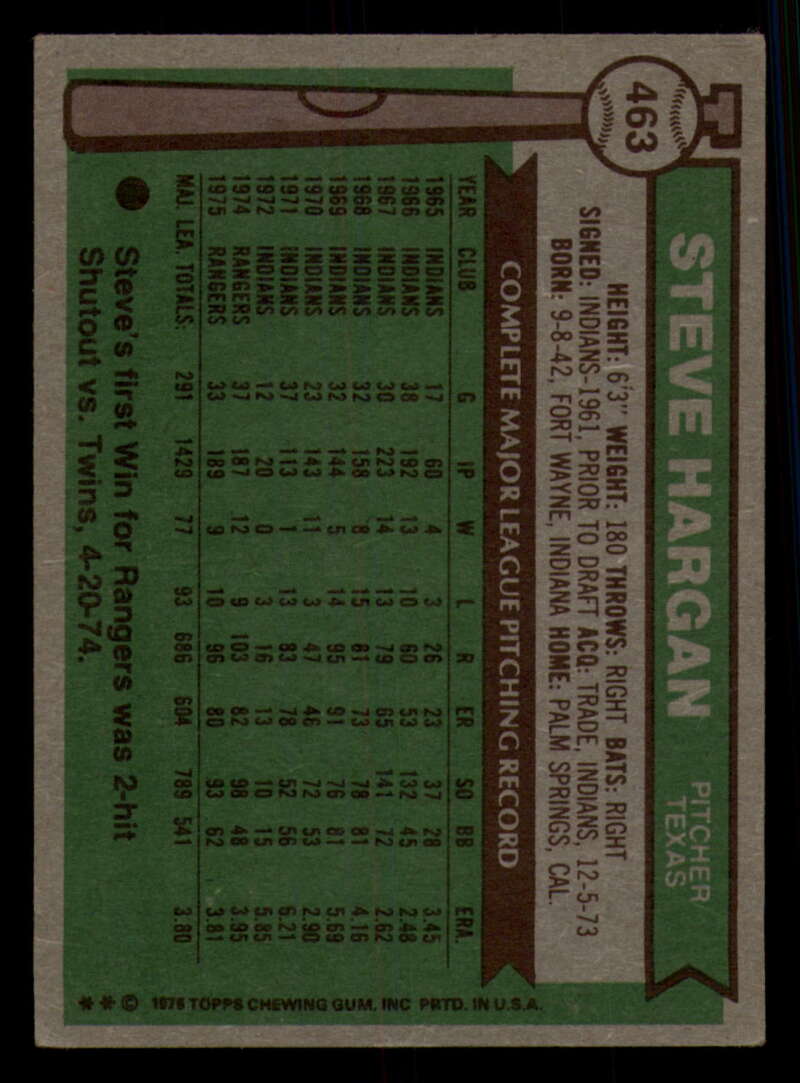 463
STEVE HARGAN
PITCHER
TEXAS
HEIGHT: 6'3" WEIGHT: 180 THROWS: RIGHT BATS: RIGHT
SIGNED: INDIANS-1961, PRIOR TO DRAFT ACQ: TRADE, INDIANS, 12-5-73
BORN: 9-8-42, FORT WAYNE, INDIANA HOME: PALM SPRINGS, CAL.
COMPLETE MAJOR LEAGUE PITCHING RECORD
YEAR CLUB G IP W L R ER SO BB ERA.
1965 INDIANS 17 60 4 3 26 23 37 28 3.45
1966 INDIANS 38 192 13 10 60 53 132 45 2.48
1967 INDIANS 30 223 14 13 79 65 141 72 2.62
1968 INDIANS 32 158 8 15 81 73 78 81 4.16
1969 INDIANS 32 144 5 14 95 91 76 81 5.69
1970 INDIANS 23 143 11 3 47 46 72 53 2.90
1971 INDIANS 37 113 1 13 83 78 52 56 6.21
1972 INDIANS 12 20 0 3 16 13 10 15 5.85
1974 RANGERS 37 187 12 9 103 82 98 48 3.95
1975 RANGERS 33 189 9 10 96 80 93 62 3.81
MAJ. LEA. TOTALS. 291 1429 77 93 686 604 789 541 3.80
Steve's first Win for Rangers was 2-hit
Shutout vs. Twins, 4-20-74.
* * © 1976 TOPPS CHEWING GUM, INC PRTD. IN U.S.A.